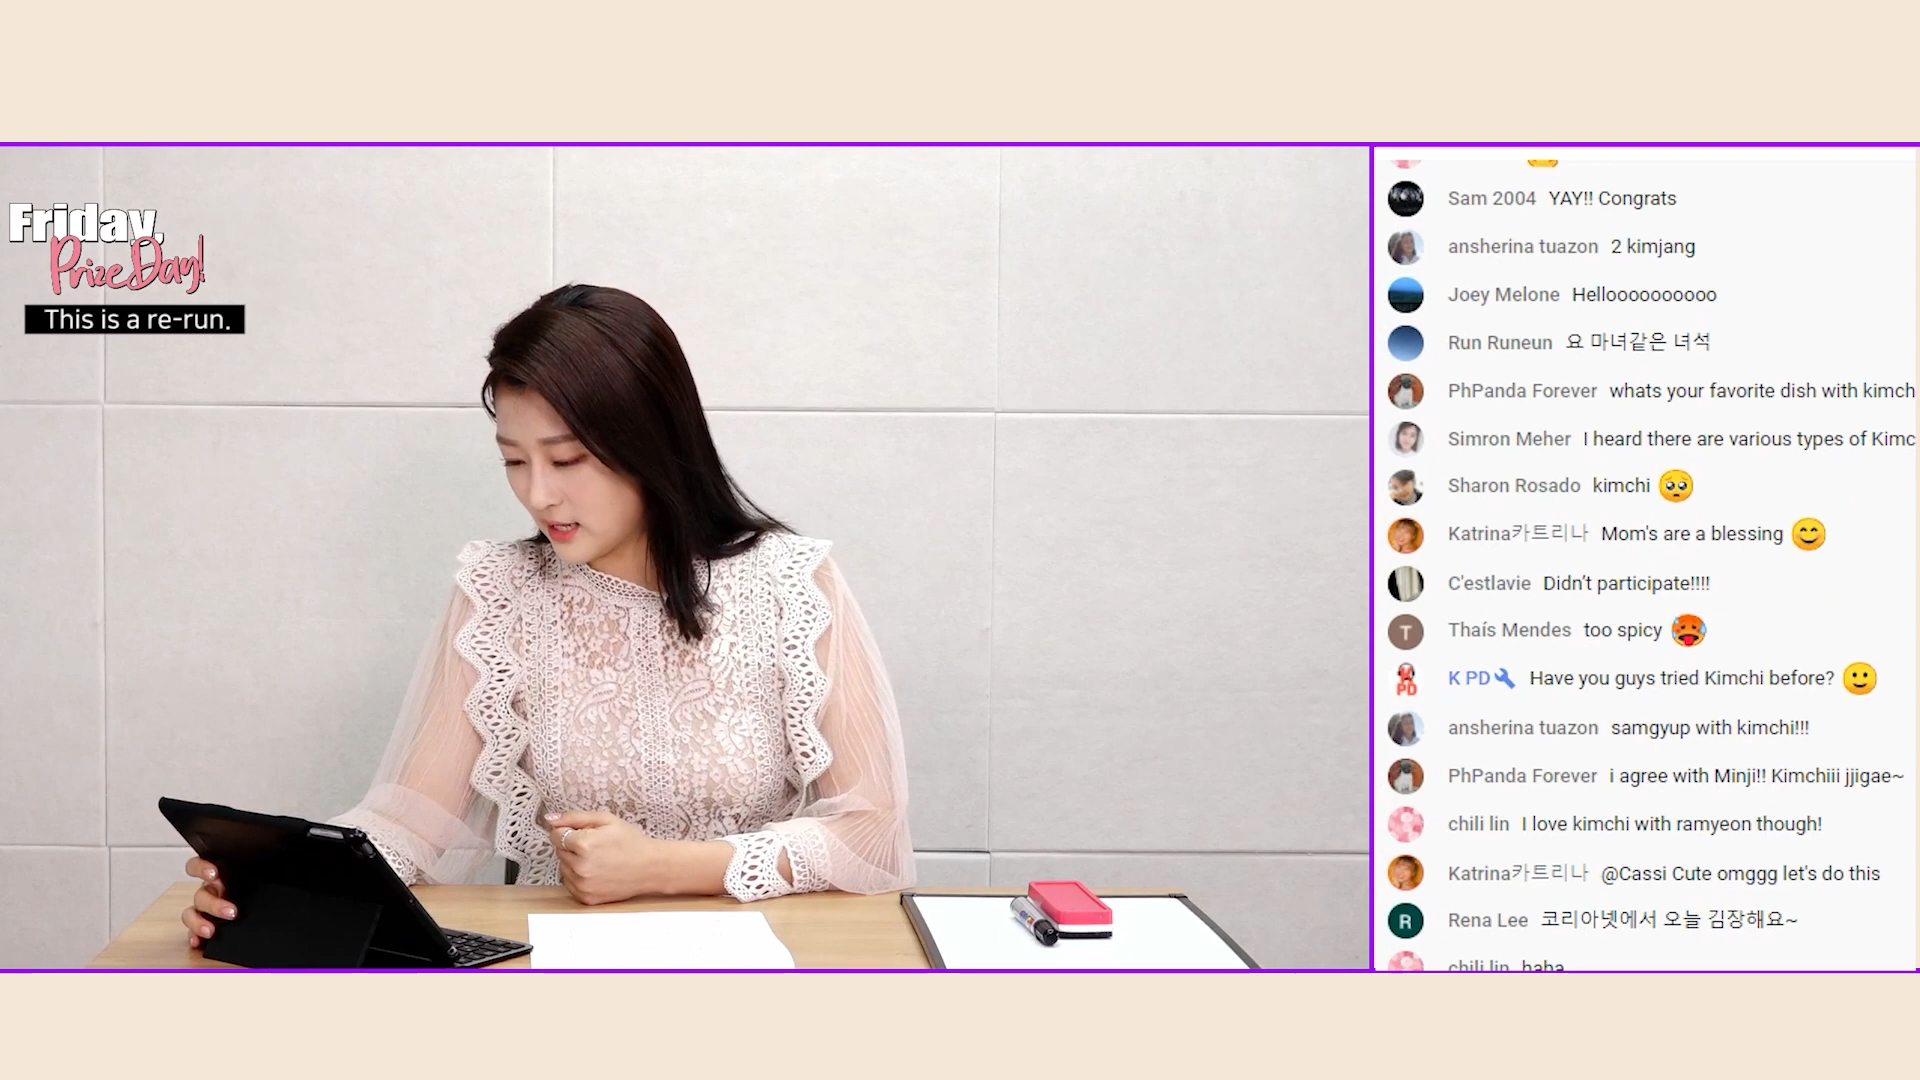 Friday,
Prize Day!
This is a re-run.
Sam 2004 YAY!! Congrats
ansherina tuazon 2 kimjang
Joey Melone Helloooooooooo
Run Runeun 요 마녀같은 녀석
PhPanda Forever whats your favorite dish with kimch
Simron Meher I heard there are various types of Kimc
Sharon Rosado kimchi 🥺
Katrina카트리나 Mom's are a blessing 😊
C'estlavie Didn't participate!!!!
T Thaís Mendes too spicy 🥵
PD K PD🔧 Have you guys tried Kimchi before? 🙂
ansherina tuazon samgyup with kimchi!!!
PhPanda Forever i agree with Minji!! Kimchiii jjigae~
chili lin I love kimchi with ramyeon though!
Katrina카트리나 @Cassi Cute omggg let's do this
R Rena Lee 코리아넷에서 오늘 김장해요~
chili lin haha